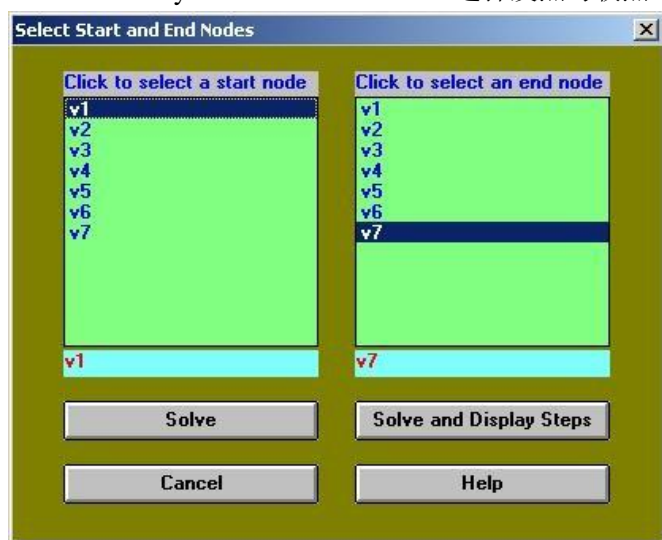 Select Start and End Nodes
Click to select a start node
v1
v2
v3
v4
v5
v6
v7
v1
Click to select an end node
v1
v2
v3
v4
v5
v6
v7
v7
Solve
Solve and Display Steps
Cancel
Help